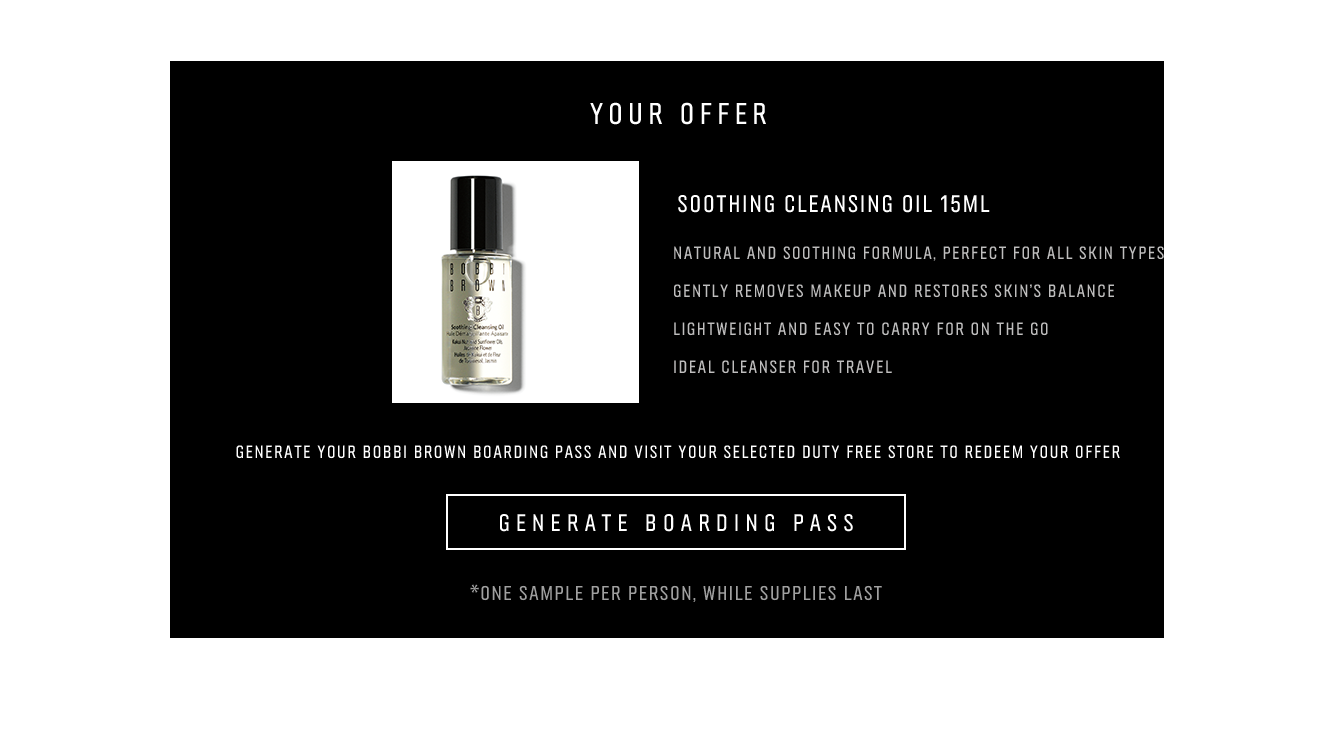 YOUR OFFER
SOOTHING CLEANSING OIL 15ML
NATURAL AND SOOTHING FORMULA, PERFECT FOR ALL SKIN TYPES
GENTLY REMOVES MAKEUP AND RESTORES SKIN'S BALANCE
LIGHTWEIGHT AND EASY TO CARRY FOR ON THE GO
IDEAL CLEANSER FOR TRAVEL
BOBBI
BROWN
B
Soothing Cleansing Oil
Huile Démaquillante Apaisante
Kukui Nut and Sunflower Oils,
Jasmine Flower
Huiles de Kukui et de Fleur
de Tournesol, Jasmin
GENERATE YOUR BOBBI BROWN BOARDING PASS AND VISIT YOUR SELECTED DUTY FREE STORE TO REDEEM YOUR OFFER
GENERATE BOARDING PASS
*ONE SAMPLE PER PERSON, WHILE SUPPLIES LAST